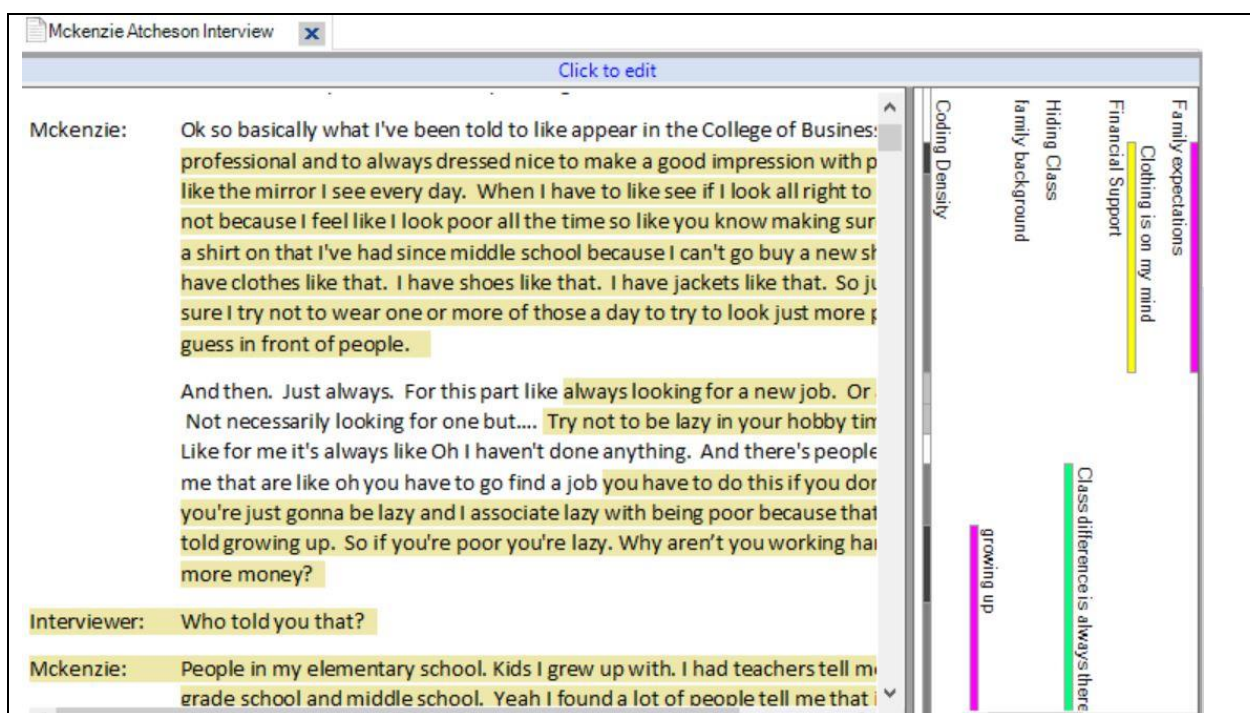 Mckenzie Atcheson Interview
Click to edit
Mckenzie: Ok so basically what I've been told to like appear in the College of Business
professional and to always dressed nice to make a good impression with p
like the mirror I see every day.  When I have to like see if I look all right to
not because I feel like I look poor all the time so like you know making sur
a shirt on that I've had since middle school because I can't go buy a new sh
have clothes like that.  I have shoes like that.  I have jackets like that.  So ju
sure I try not to wear one or more of those a day to try to look just more p
guess in front of people.
And then.  Just always.  For this part like always looking for a new job.  Or
Not necessarily looking for one but.... Try not to be lazy in your hobby tim
Like for me it's always like Oh I haven't done anything.  And there's people
me that are like oh you have to go find a job you have to do this if you don
you're just gonna be lazy and I associate lazy with being poor because that
told growing up.  So if you're poor you're lazy. Why aren't you working har
more money?
Interviewer: Who told you that?
Mckenzie: People in my elementary school. Kids I grew up with. I had teachers tell me
grade school and middle school.  Yeah I found a lot of people tell me that i
Coding Density
growing up
family background
Hiding Class
Class difference is always there
Financial Support
Clothing is on my mind
Family expectations